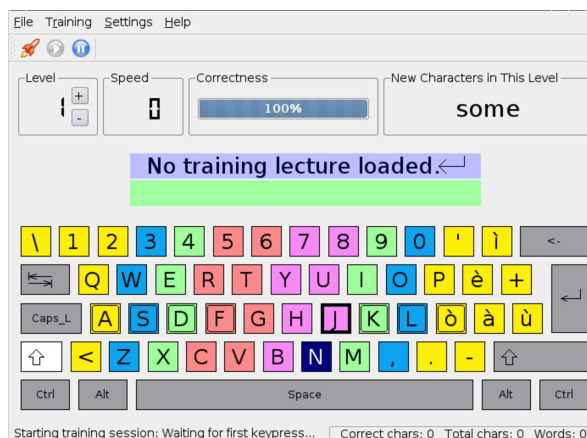 File Training Settings Help
Level Speed Correctness New Characters in This Level
1 + - 0 100% some
No training lecture loaded.
\ 1 2 3 4 5 6 7 8 9 0 ' ì <-
Q W E R T Y U I O P è +
Caps_L A S D F G H J K L ò à ù
< Z X C V B N M , . -
Ctrl Alt Space Alt Ctrl
Starting training session: Waiting for first keypress... Correct chars: 0 Total chars: 0 Words: 0